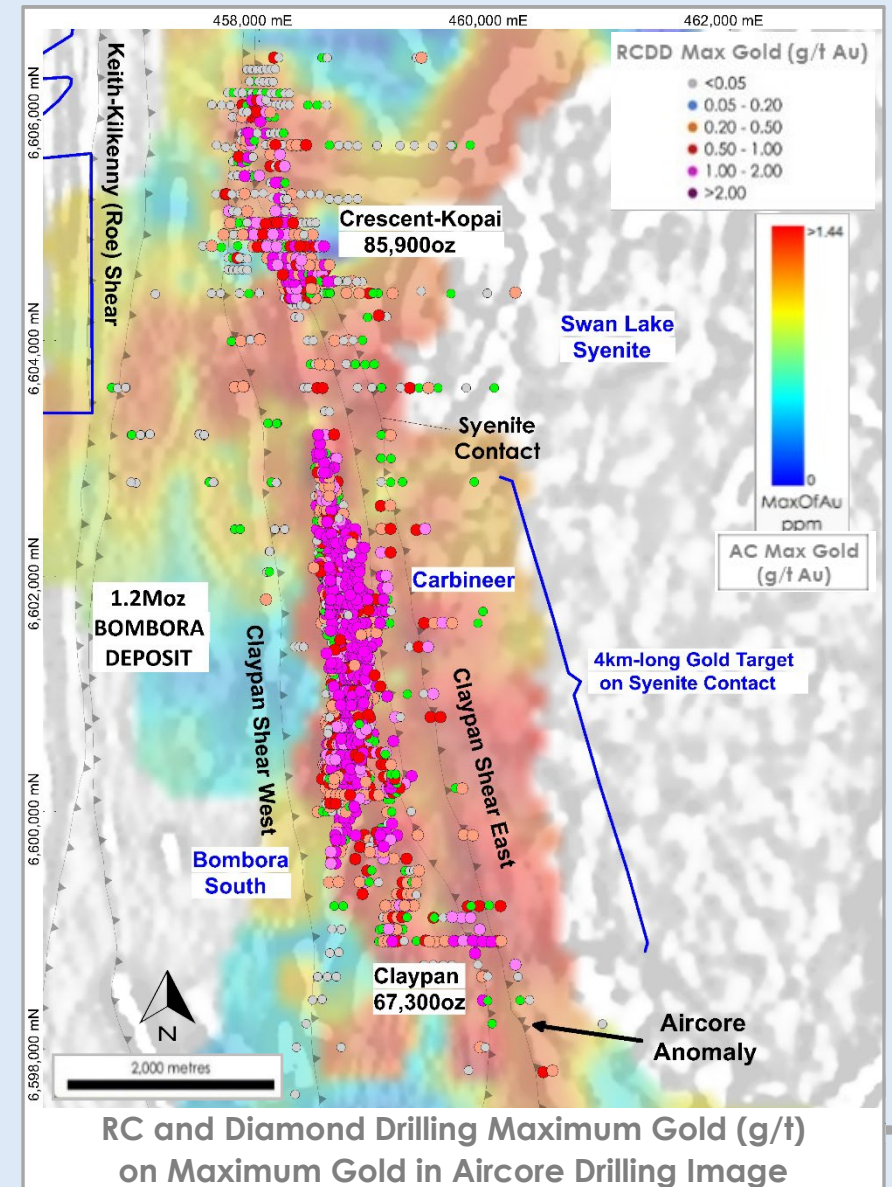 458,000 mE
460,000 mE
462,000 mE
RCDD Max Gold (g/t Au)
<0.05
0.05 - 0.20
0.20 - 0.50
0.50 - 1.00
1.00 - 2.00
>2.00
Keith-Kilkenny (Roe) Shear
6,606,000 mN
Crescent-Kopai
85,900oz
>1.44
0
MaxOfAu
ppm
AC Max Gold
(g/t Au)
Swan Lake
Syenite
6,604,000 mN
Syenite
Contact
6,602,000 mN
Carbineer
1.2Moz
BOMBORA
DEPOSIT
Claypan Shear West
Claypan Shear East
4km-long Gold Target
on Syenite Contact
6,600,000 mN
Bombora
South
Claypan
67,300oz
N
Aircore
Anomaly
6,598,000 mN
2,000 metres
RC and Diamond Drilling Maximum Gold (g/t)
on Maximum Gold in Aircore Drilling Image